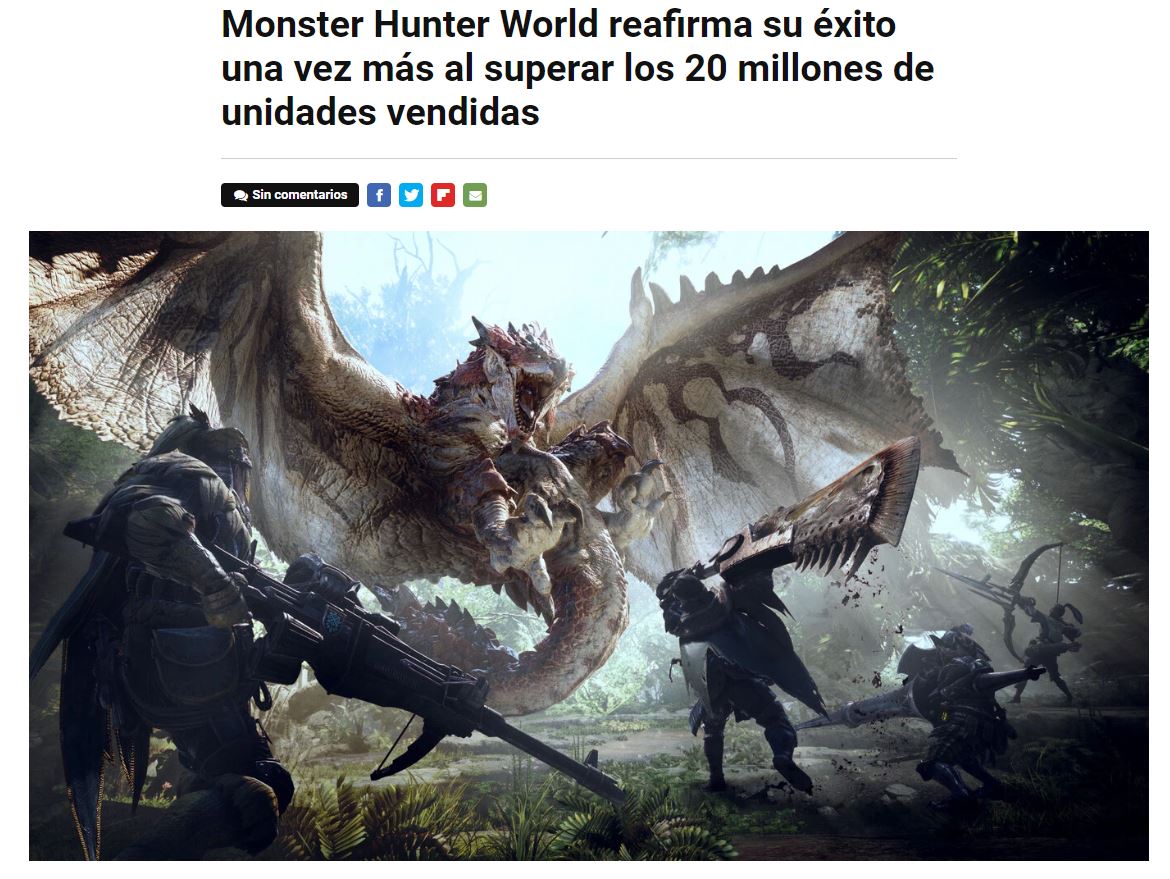 Monster Hunter World reafirma su éxito
una vez más al superar los 20 millones de
unidades vendidas
Sin comentarios